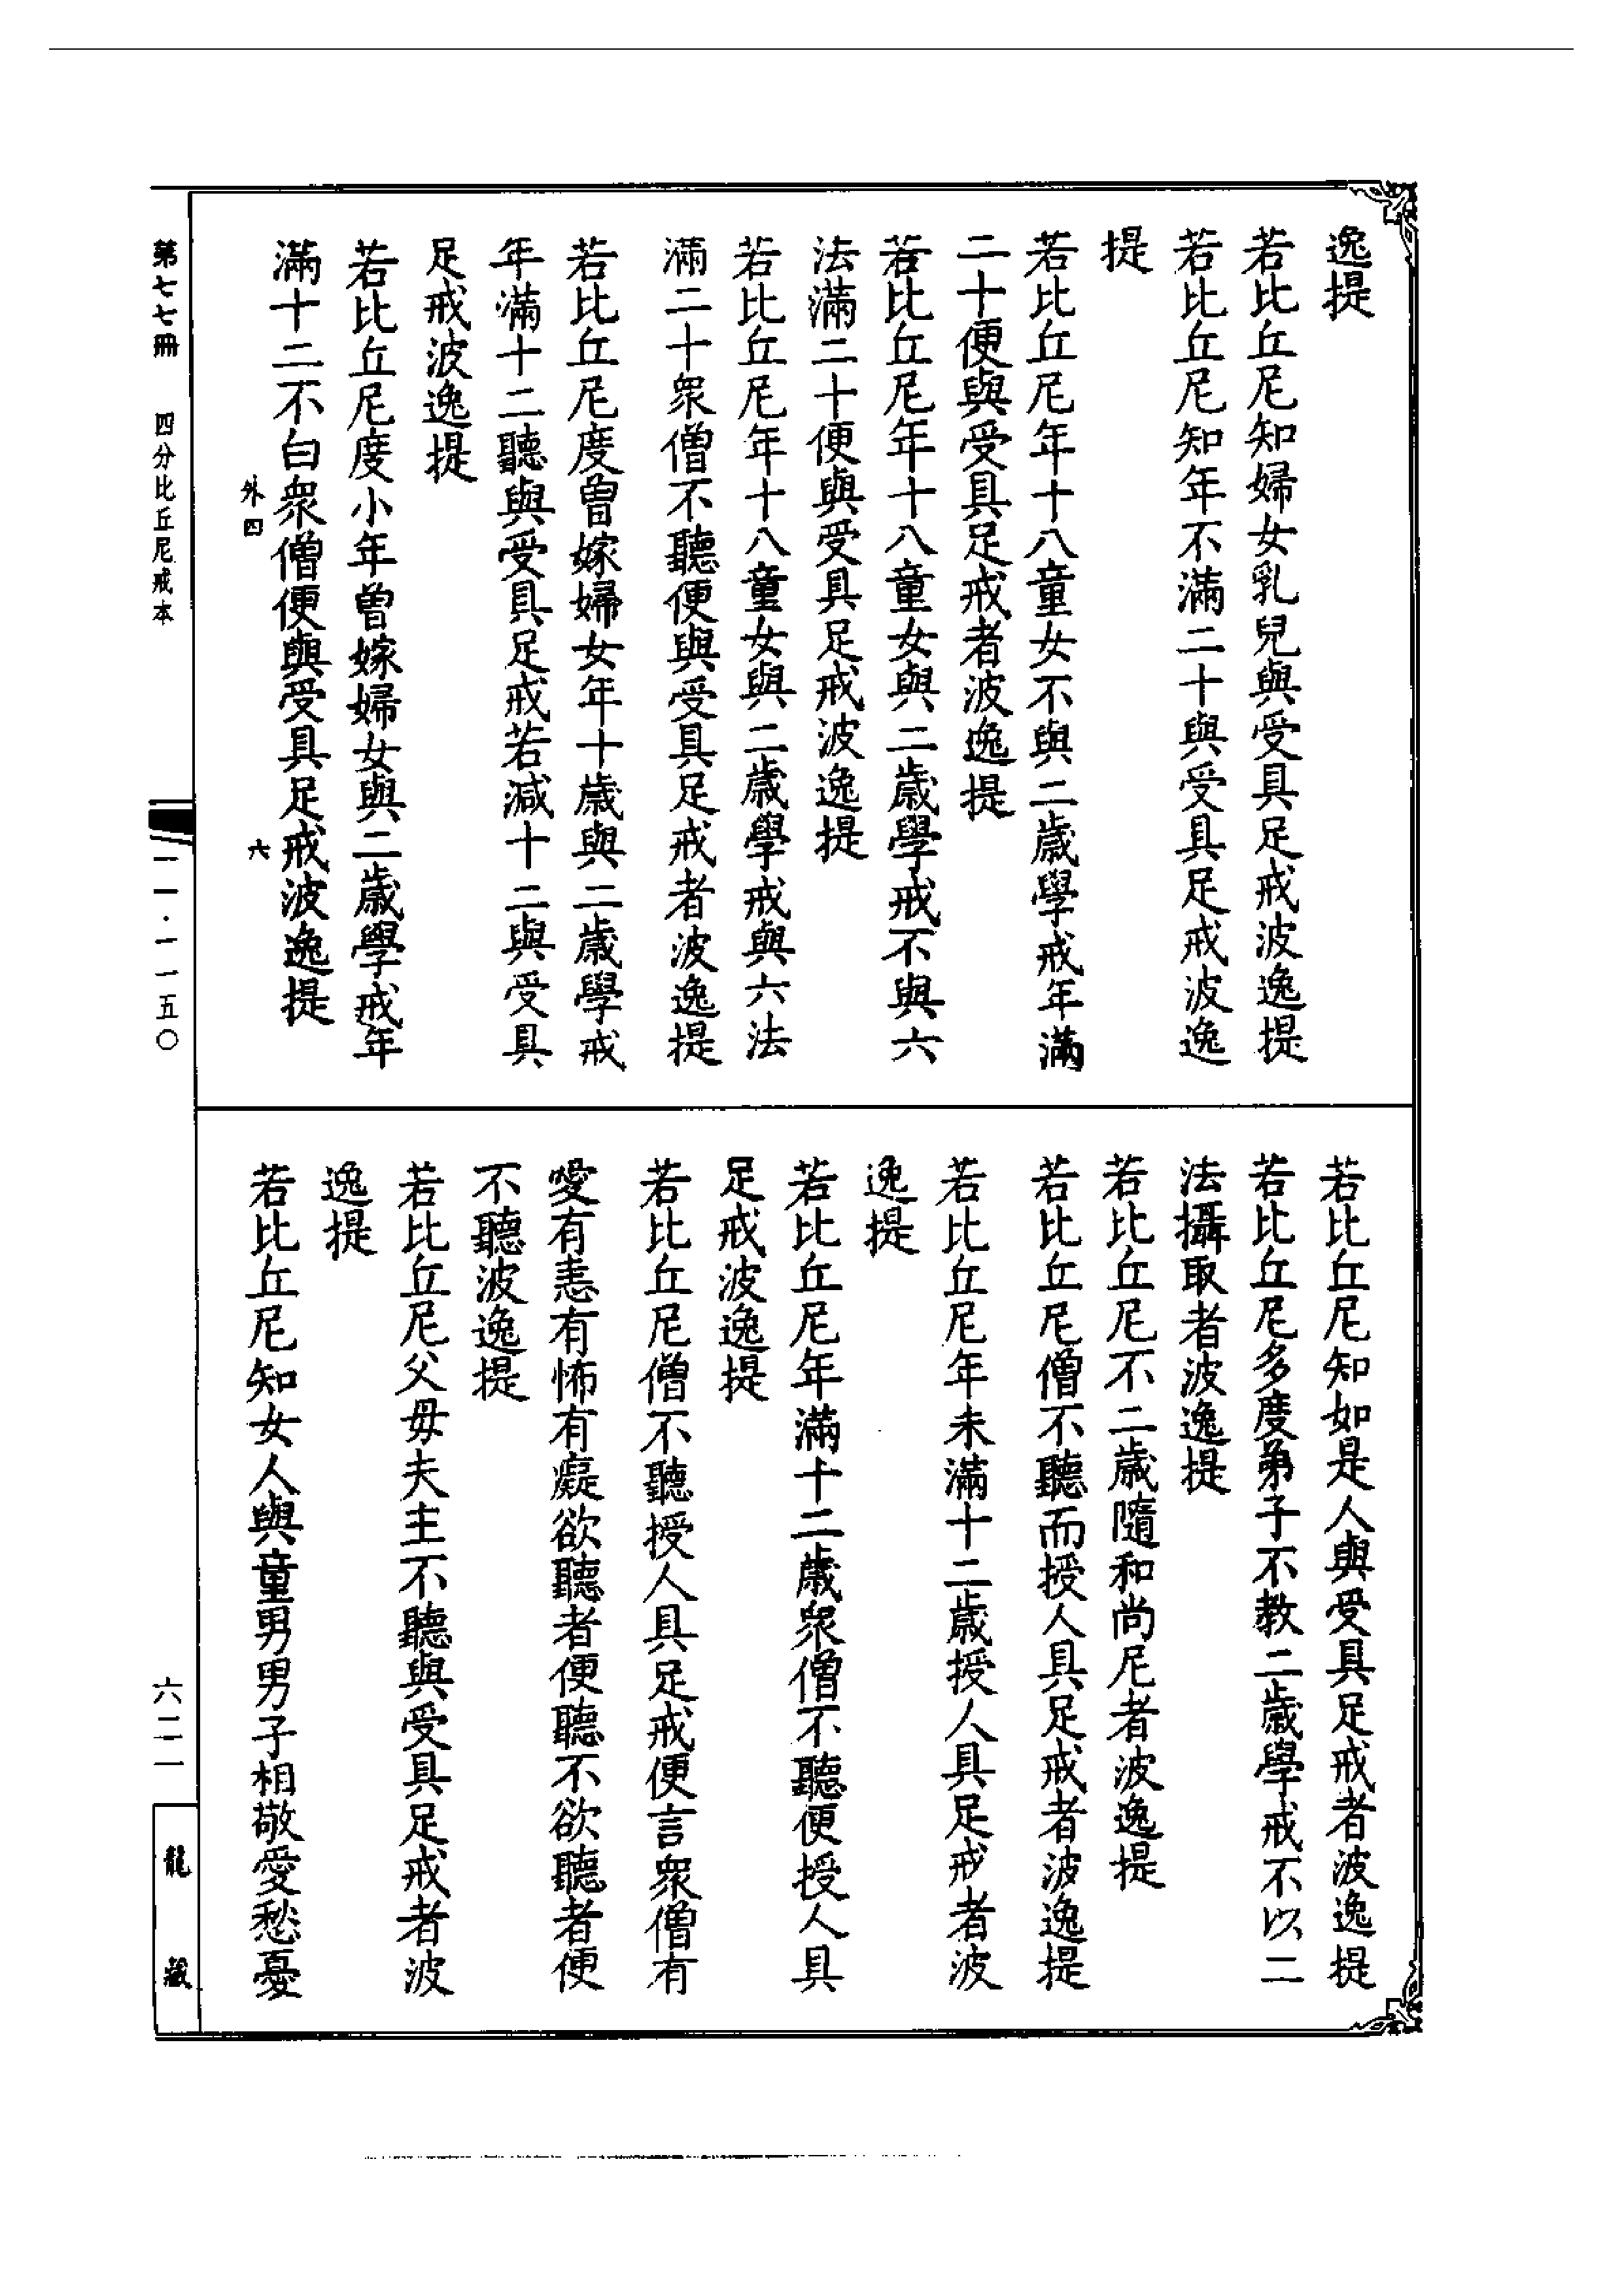 逸提
若比丘尼知婦女乳兒與受具足戒波逸提
若比丘尼知年不滿二十與受具足戒波逸
提
若比丘尼年十八童女不與二歲學戒年滿
二十便與受具足戒者波逸提
若比丘尼年十八童女與二歲學戒不與六
法滿二十便與受具足戒波逸提
若比丘尼年十八童女與二歲學戒與六法
滿二十眾僧不聽便與受具足戒者波逸提
若比丘尼度曾嫁婦女年十歲與二歲學戒
年滿十二聽與受具足戒若減十二與受具
足戒波逸提
若比丘尼度小年曾嫁婦女與二歲學戒年
滿十二不白眾僧便與受具足戒波逸提
外四 六
若比丘尼知如是人與受具足戒者波逸提
若比丘尼多度弟子不教二歲學戒不以二
法攝取者波逸提
若比丘尼不二歲隨和尚尼者波逸提
若比丘尼僧不聽而授人具足戒者波逸提
若比丘尼年未滿十二歲授人具足戒者波
逸提
若比丘尼年滿十二歲眾僧不聽便授人具
足戒波逸提
若比丘尼僧不聽授人具足戒便言眾僧有
愛有恚有怖有癡欲聽者便聽不欲聽者便
不聽波逸提
若比丘尼父母夫主不聽與受具足戒者波
逸提
若比丘尼知女人與童男男子相敬愛愁憂
第七七冊 四分比丘尼戒本 一一·一一五〇 六二二 龍藏